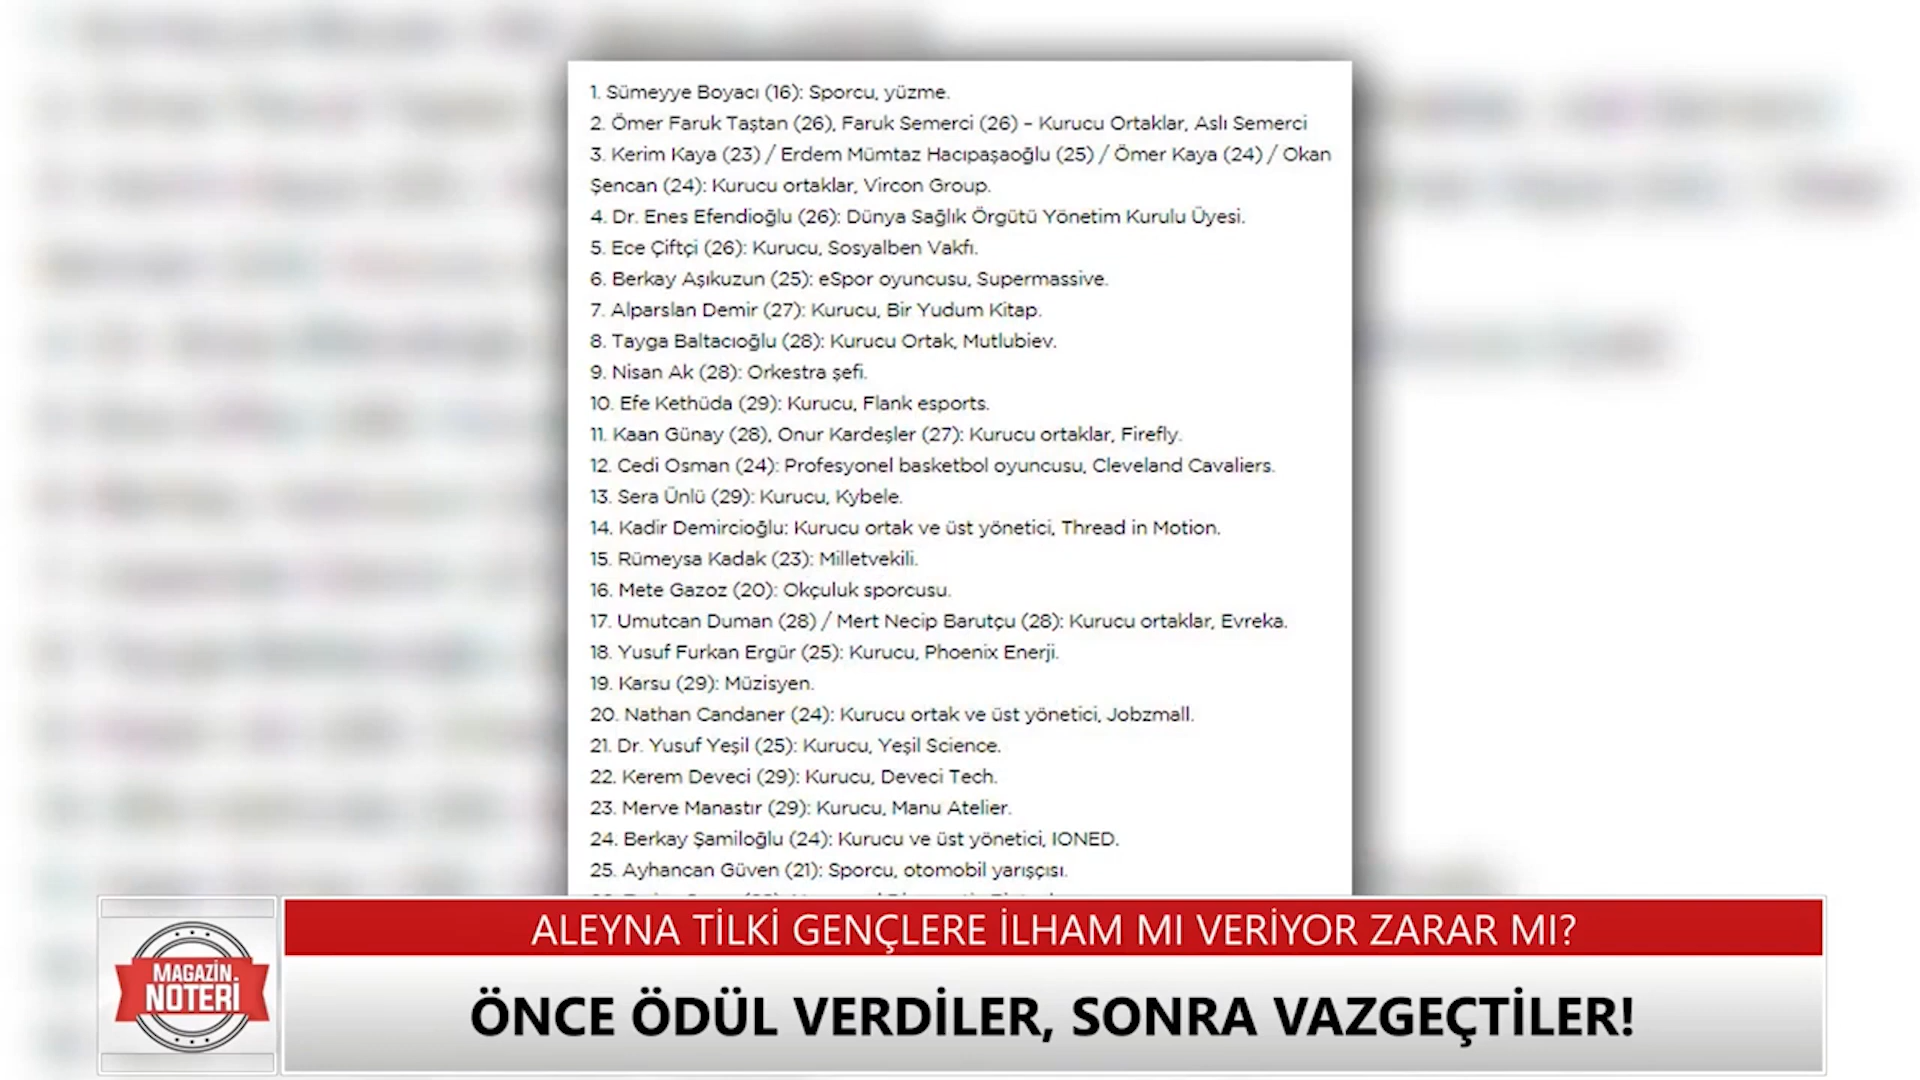 1. Sümeyye Boyacı (16): Sporcu, yüzme.
2. Ömer Faruk Taştan (26), Faruk Semerci (26) – Kurucu Ortaklar, Aslı Semerci
3. Kerim Kaya (23) / Erdem Mümtaz Hacıpaşaoğlu (25) / Ömer Kaya (24) / Okan
Şencan (24): Kurucu ortaklar, Vircon Group.
4. Dr. Enes Efendioğlu (26): Dünya Sağlık Örgütü Yönetim Kurulu Üyesi.
5. Ece Çiftçi (26): Kurucu, Sosyalben Vakfı.
6. Berkay Aşıkuzun (25): eSpor oyuncusu, Supermassive.
7. Alparslan Demir (27): Kurucu, Bir Yudum Kitap.
8. Tayga Baltacıoğlu (28): Kurucu Ortak, Mutlubiev.
9. Nisan Ak (28): Orkestra şefi.
10. Efe Kethüda (29): Kurucu, Flank esports.
11. Kaan Günay (28), Onur Kardeşler (27): Kurucu ortaklar, Firefly.
12. Cedi Osman (24): Profesyonel basketbol oyuncusu, Cleveland Cavaliers.
13. Sera Ünlü (29): Kurucu, Kybele.
14. Kadir Demircioğlu: Kurucu ortak ve üst yönetici, Thread in Motion.
15. Rümeysa Kadak (23): Milletvekili.
16. Mete Gazoz (20): Okçuluk sporcusu.
17. Umutcan Duman (28) / Mert Necip Barutçu (28): Kurucu ortaklar, Evreka.
18. Yusuf Furkan Ergür (25): Kurucu, Phoenix Enerji.
19. Karsu (29): Müzisyen.
20. Nathan Candaner (24): Kurucu ortak ve üst yönetici, Jobzmall.
21. Dr. Yusuf Yeşil (25): Kurucu, Yeşil Science.
22. Kerem Deveci (29): Kurucu, Deveci Tech.
23. Merve Manastır (29): Kurucu, Manu Atelier.
24. Berkay Şamiloğlu (24): Kurucu ve üst yönetici, IONED.
25. Ayhancan Güven (21): Sporcu, otomobil yarışçısı.
ALEYNA TİLKİ GENÇLERE İLHAM MI VERİYOR ZARAR MI?
MAGAZİN
NOTERİ
ÖNCE ÖDÜL VERDİLER, SONRA VAZGEÇTİLER!